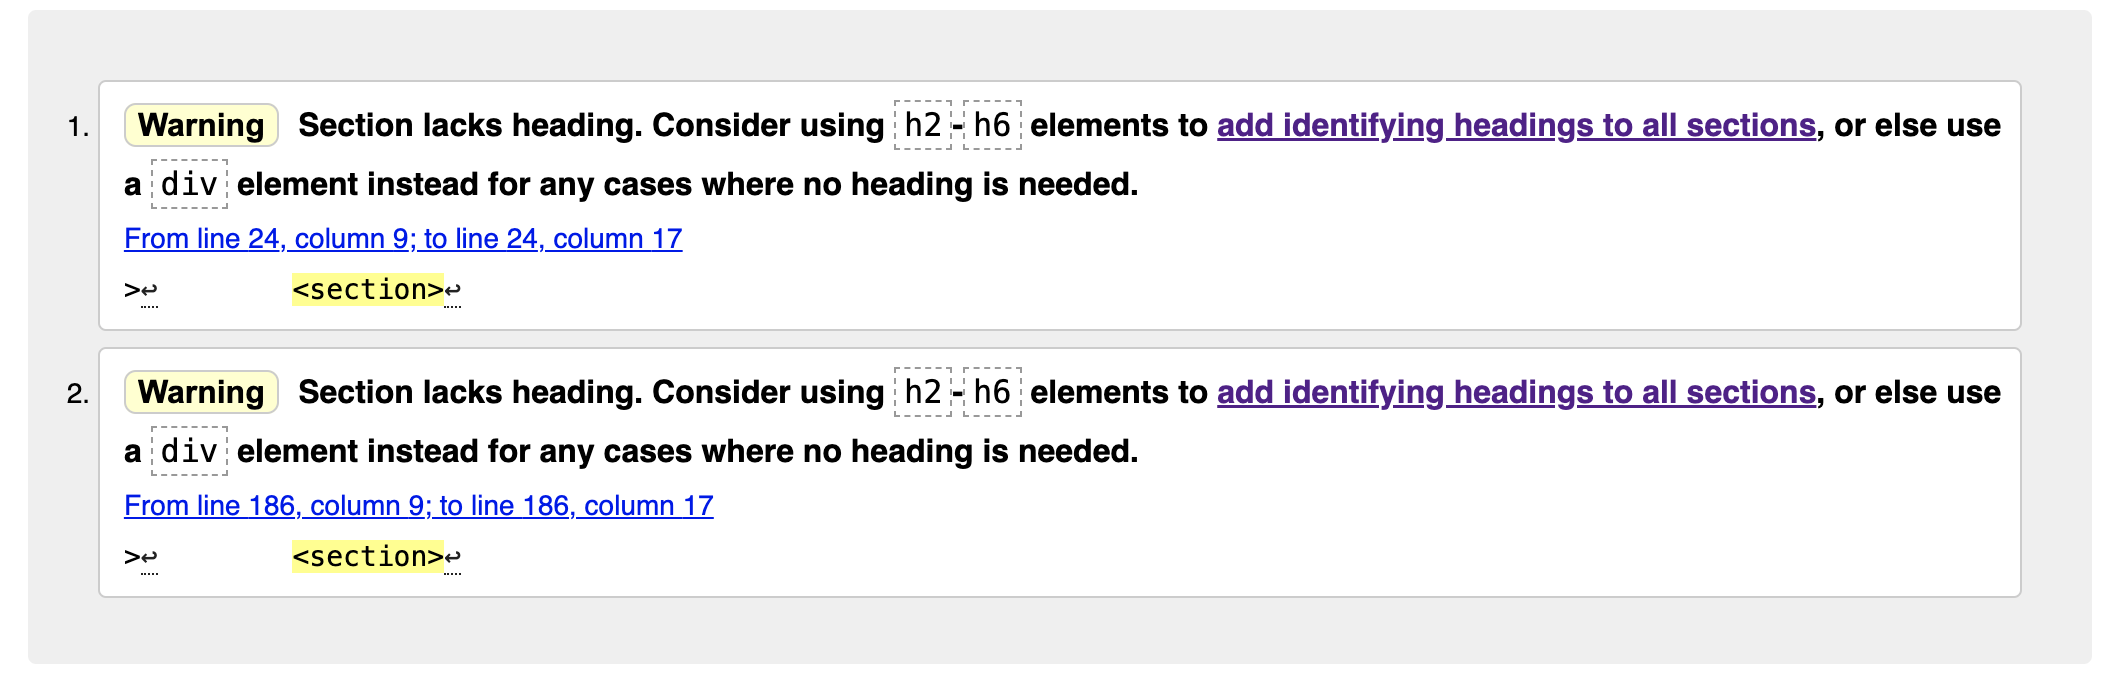 1. Warning Section lacks heading. Consider using h2-h6 elements to add identifying headings to all sections, or else use
a div element instead for any cases where no heading is needed.
From line 24, column 9; to line 24, column 17
>↩ <section>↩
2. Warning Section lacks heading. Consider using h2-h6 elements to add identifying headings to all sections, or else use
a div element instead for any cases where no heading is needed.
From line 186, column 9; to line 186, column 17
>↩ <section>↩